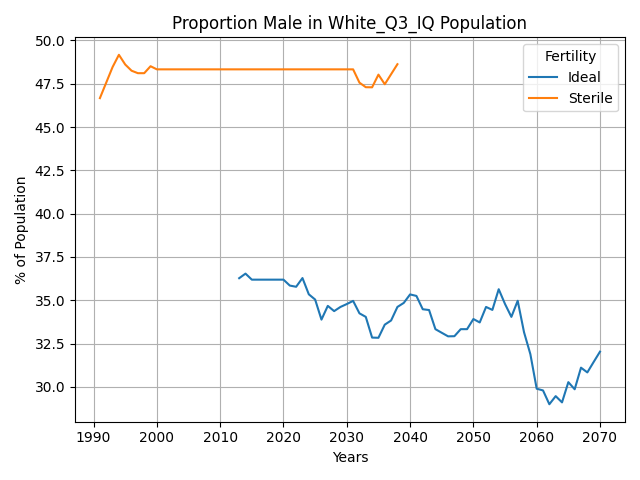 Proportion Male in White_Q3_IQ Population
50.0
47.5
45.0
42.5
40.0
37.5
35.0
32.5
30.0
% of Population
Fertility
Ideal
Sterile
1990 2000 2010 2020 2030 2040 2050 2060 2070
Years